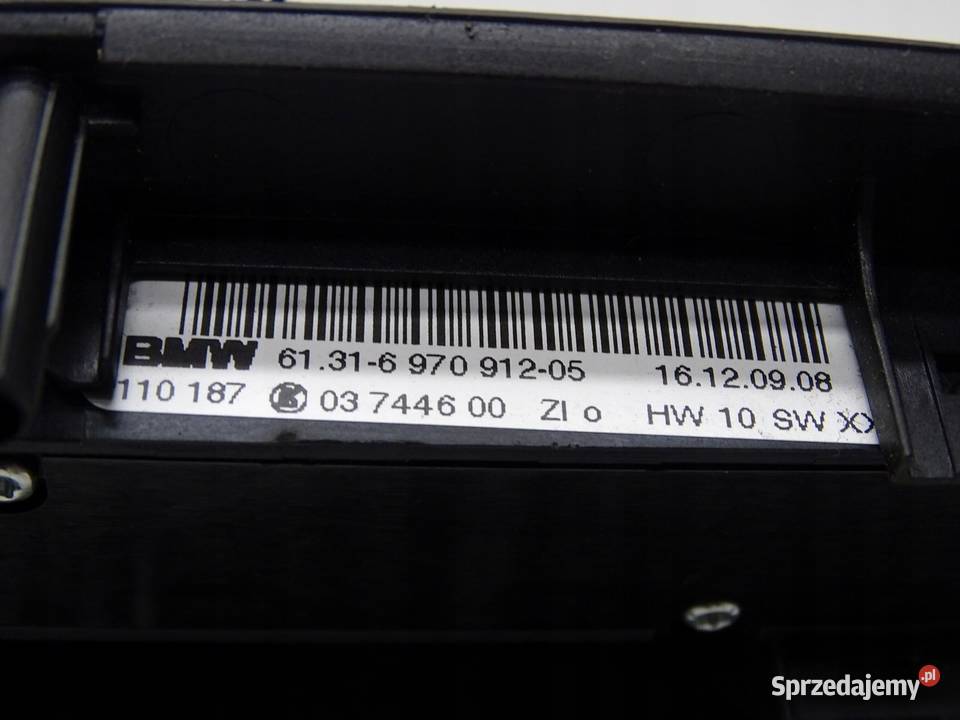 BMW 61.31-6 970 912-05 16.12.09.08
110 187 K 03 7446 00 ZI o HW 10 SW XX
Sprzedajemy.pl